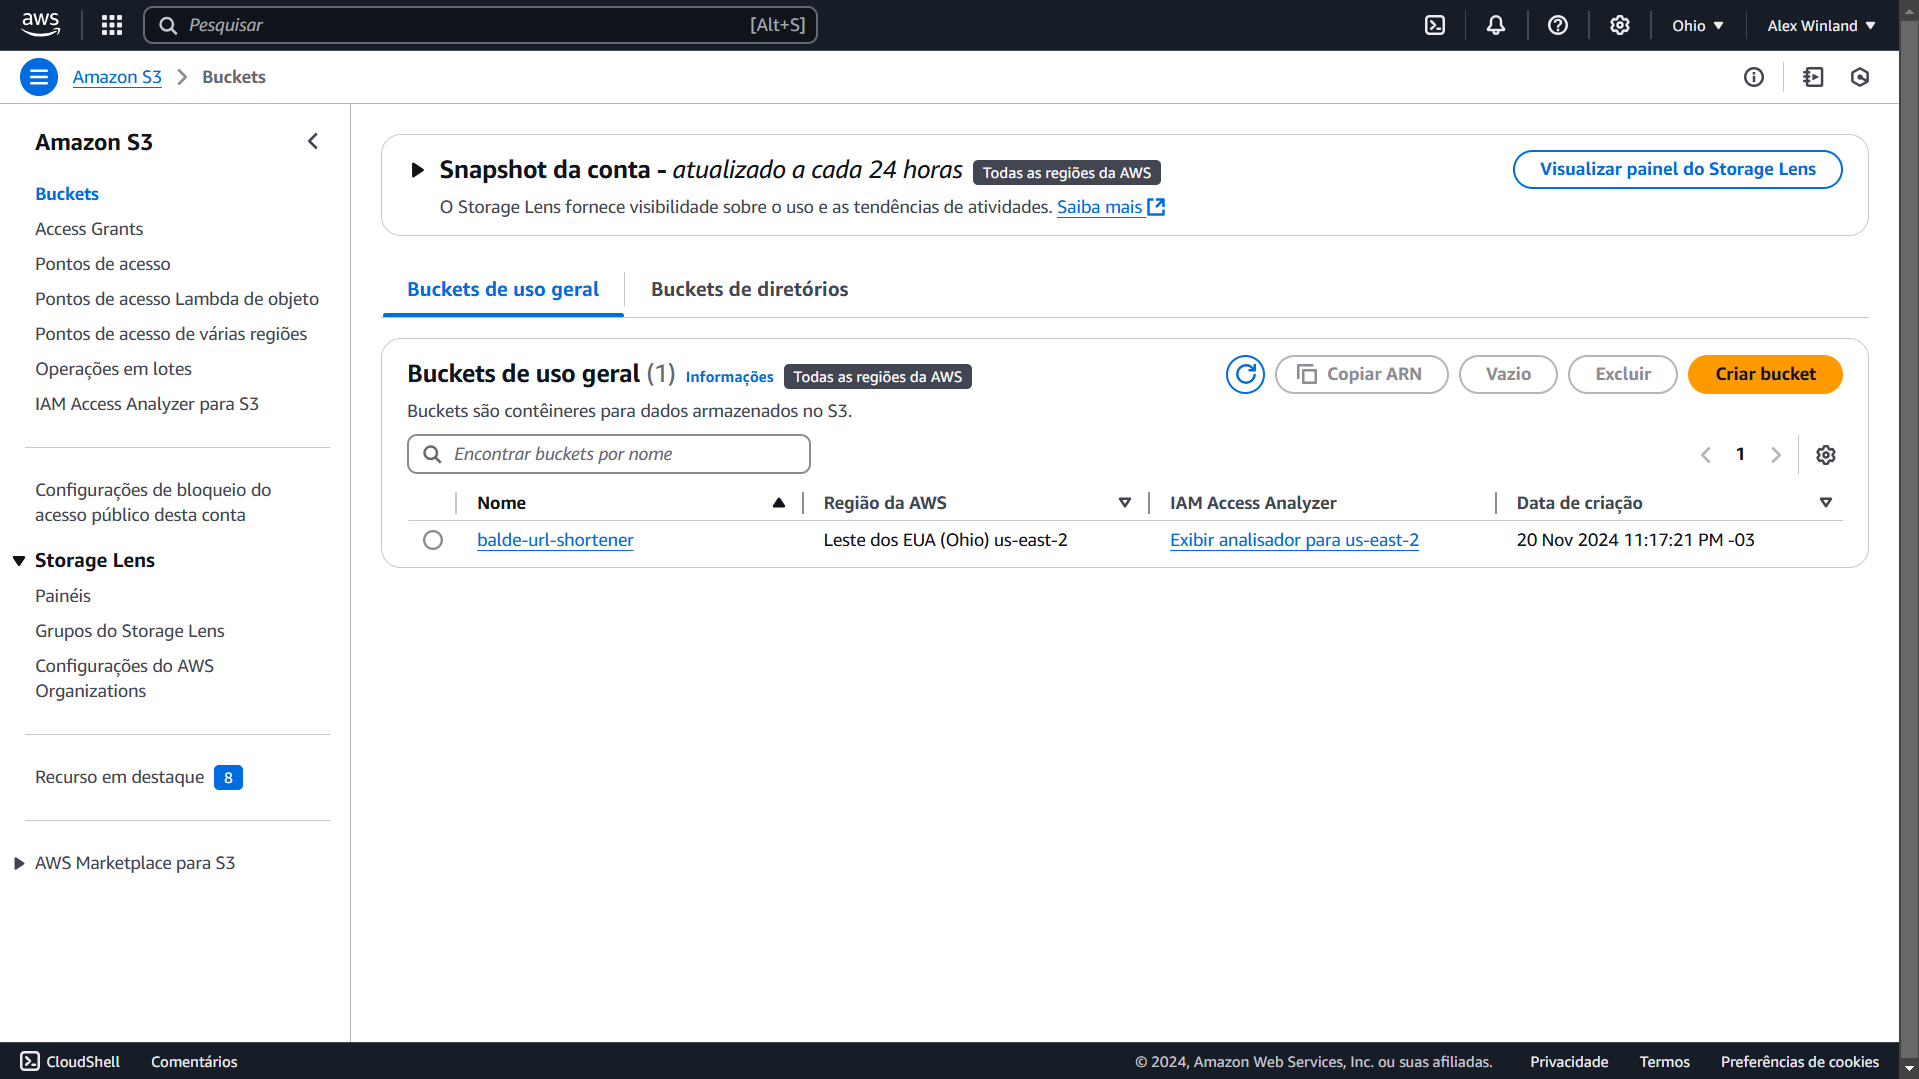 aws
Pesquisar
[Alt+S]
Ohio
Alex Winland
Amazon S3
Buckets
Amazon S3
Buckets
Access Grants
Pontos de acesso
Pontos de acesso Lambda de objeto
Pontos de acesso de várias regiões
Operações em lotes
IAM Access Analyzer para S3
Configurações de bloqueio do
acesso público desta conta
Storage Lens
Painéis
Grupos do Storage Lens
Configurações do AWS
Organizations
Recurso em destaque 8
AWS Marketplace para S3
Snapshot da conta - atualizado a cada 24 horas Todas as regiões da AWS
Visualizar painel do Storage Lens
O Storage Lens fornece visibilidade sobre o uso e as tendências de atividades. Saiba mais
Buckets de uso geral
Buckets de diretórios
Buckets de uso geral (1) Informações Todas as regiões da AWS
Copiar ARN
Vazio
Excluir
Criar bucket
Buckets são contêineres para dados armazenados no S3.
Encontrar buckets por nome
1
Nome
Região da AWS
IAM Access Analyzer
Data de criação
balde-url-shortener
Leste dos EUA (Ohio) us-east-2
Exibir analisador para us-east-2
20 Nov 2024 11:17:21 PM -03
CloudShell
Comentários
© 2024, Amazon Web Services, Inc. ou suas afiliadas.
Privacidade
Termos
Preferências de cookies